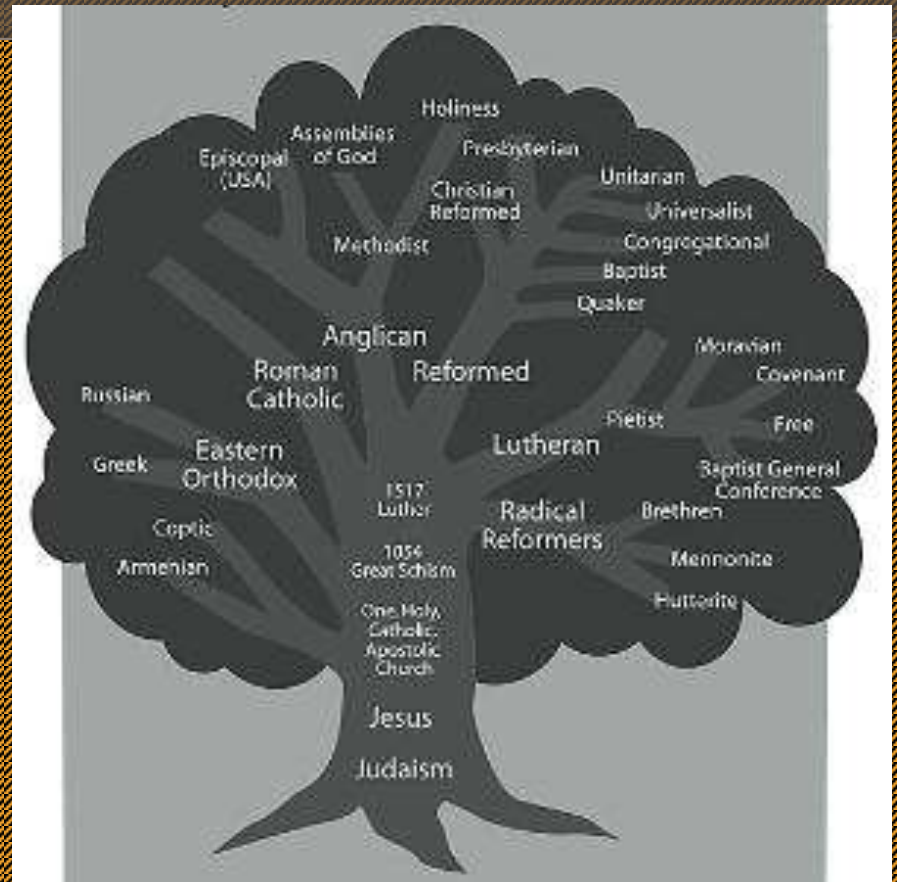 Holiness
Assemblies
of God
Presbyterian
Episcopal
(USA)
Unitarian
Christian
Reformed
Universalist
Methodist
Congregational
Baptist
Quaker
Anglican
Moravian
Roman
Catholic
Reformed
Covenant
Russian
Pietist
Free
Lutheran
Eastern
Orthodox
Greek
Baptist General
Conference
1517
Luther
Radical
Reformers
Brethren
Coptic
1054
Great Schism
Mennonite
Armenian
Hutterite
One, Holy,
Catholic,
Apostolic
Church
Jesus
Judaism